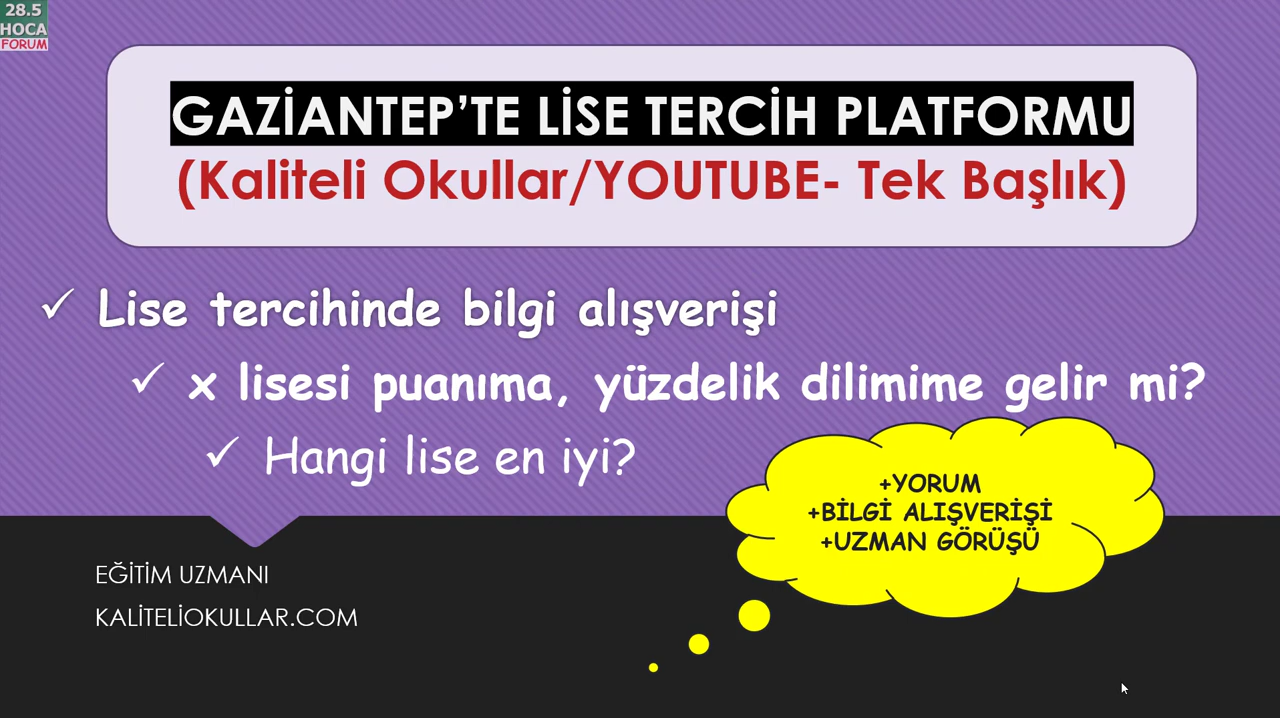 28.5
HOCA
FORUM
GAZİANTEP’TE LİSE TERCİH PLATFORMU
(Kaliteli Okullar/YOUTUBE- Tek Başlık)
✓ Lise tercihinde bilgi alışverişi
✓ x lisesi puanıma, yüzdelik dilimime gelir mi?
✓ Hangi lise en iyi?
+YORUM
+BİLGİ ALIŞVERİŞİ
+UZMAN GÖRÜŞÜ
EĞİTİM UZMANI
KALİTELİOKULLAR.COM